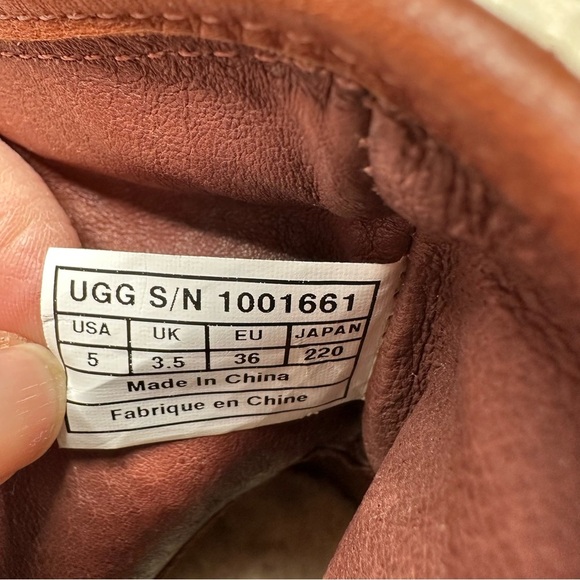 UGG S/N 1001661
USA UK EU JAPAN
5 3.5 36 220
Made In China
Fabrique en Chine